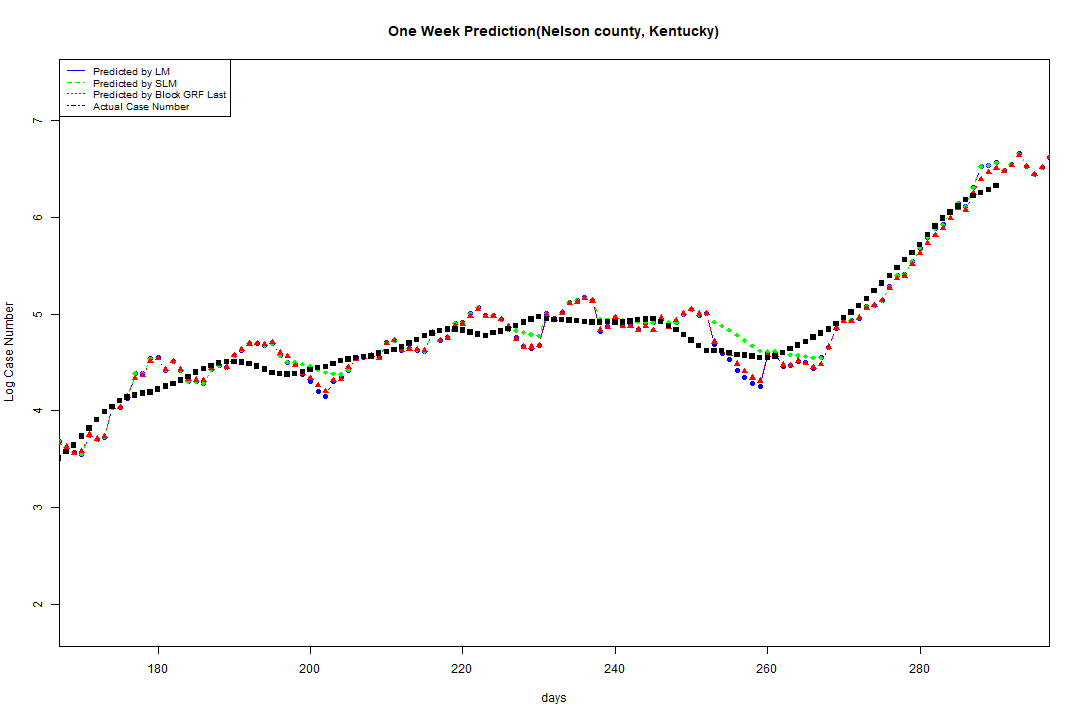 One Week Prediction(Nelson county, Kentucky)
Predicted by LM
Predicted by SLM
Predicted by Block GRF Last
Actual Case Number
7
6
5
4
3
2
Log Case Number
180 200 220 240 260 280
days